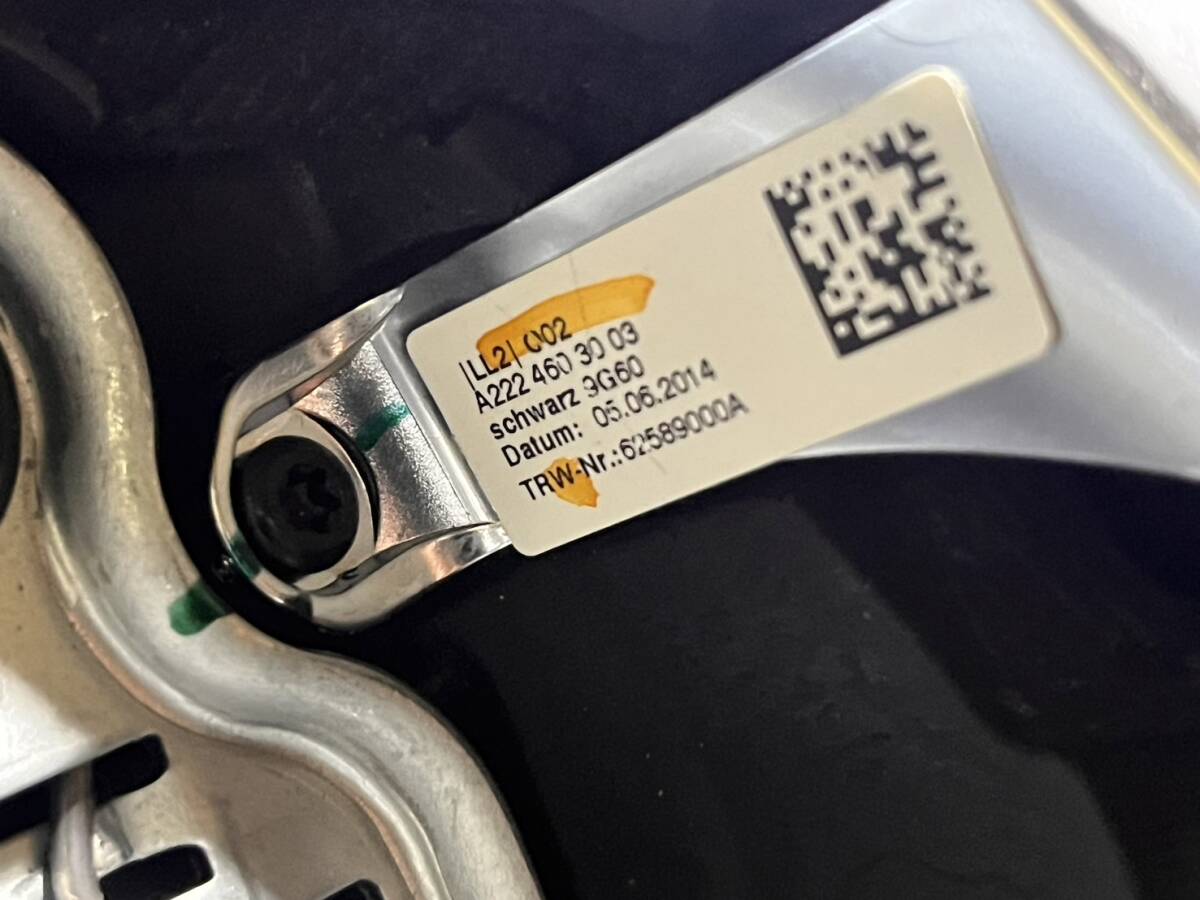 |LL2| 002
A222 460 30 03
schwarz 9G60
Datum: 05.06.2014
TRW-Nr.:62589000A